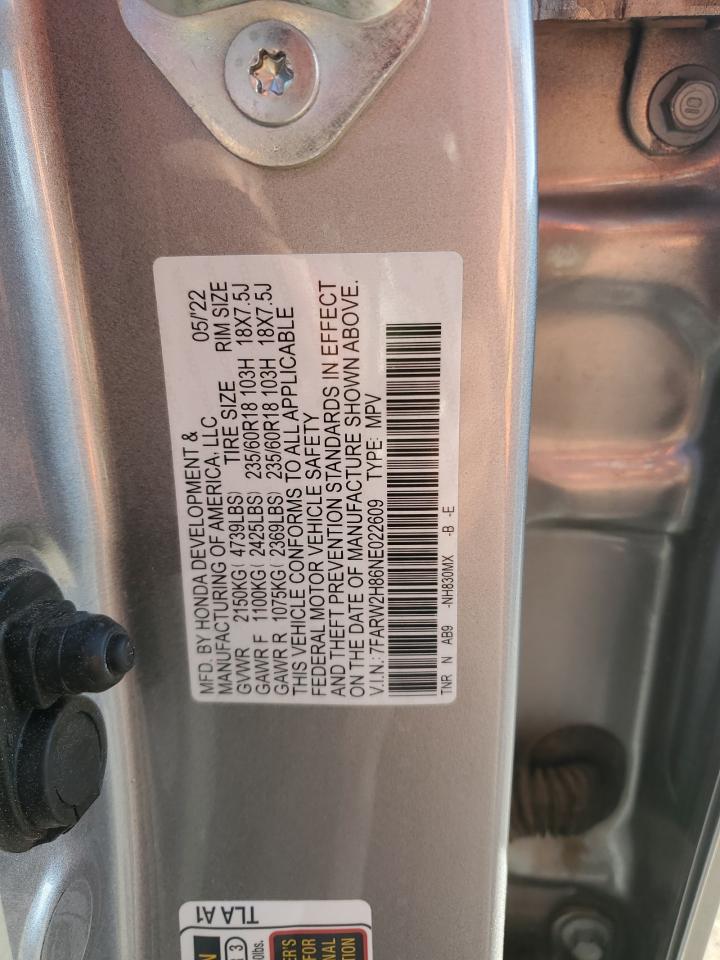 MFD. BY HONDA DEVELOPMENT & 05/'22
MANUFACTURING OF AMERICA, LLC
TIRE SIZE RIM SIZE
GVWR 2150KG( 4739LBS)
GAWR F 1100KG( 2425LBS) 235/60R18 103H 18X7.5J
GAWR R 1075KG( 2369LBS) 235/60R18 103H 18X7.5J
THIS VEHICLE CONFORMS TO ALL APPLICABLE
FEDERAL MOTOR VEHICLE SAFETY
AND THEFT PREVENTION STANDARDS IN EFFECT
ON THE DATE OF MANUFACTURE SHOWN ABOVE.
V.I.N.: 7FARW2H86NE022609 TYPE: MPV
TNR N AB9 -NH830MX -B -E
TLA A1
3
0lbs.
FOR